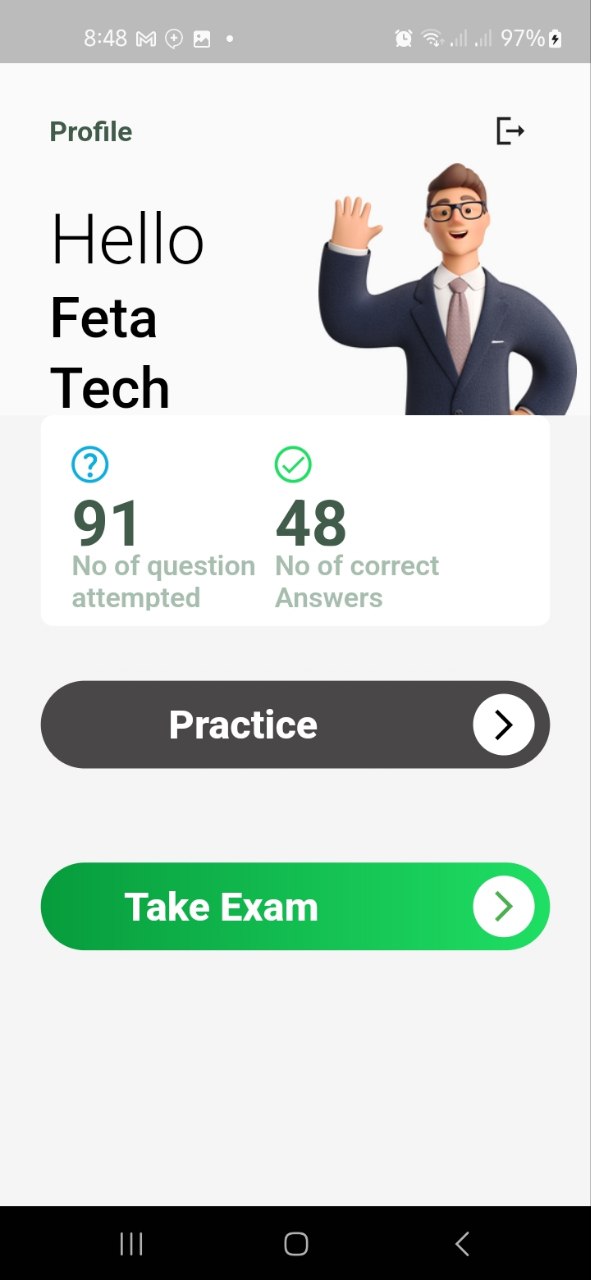 8:48 97%
Profile
Hello
Feta
Tech
91 48
No of question No of correct
attempted Answers
Practice
Take Exam